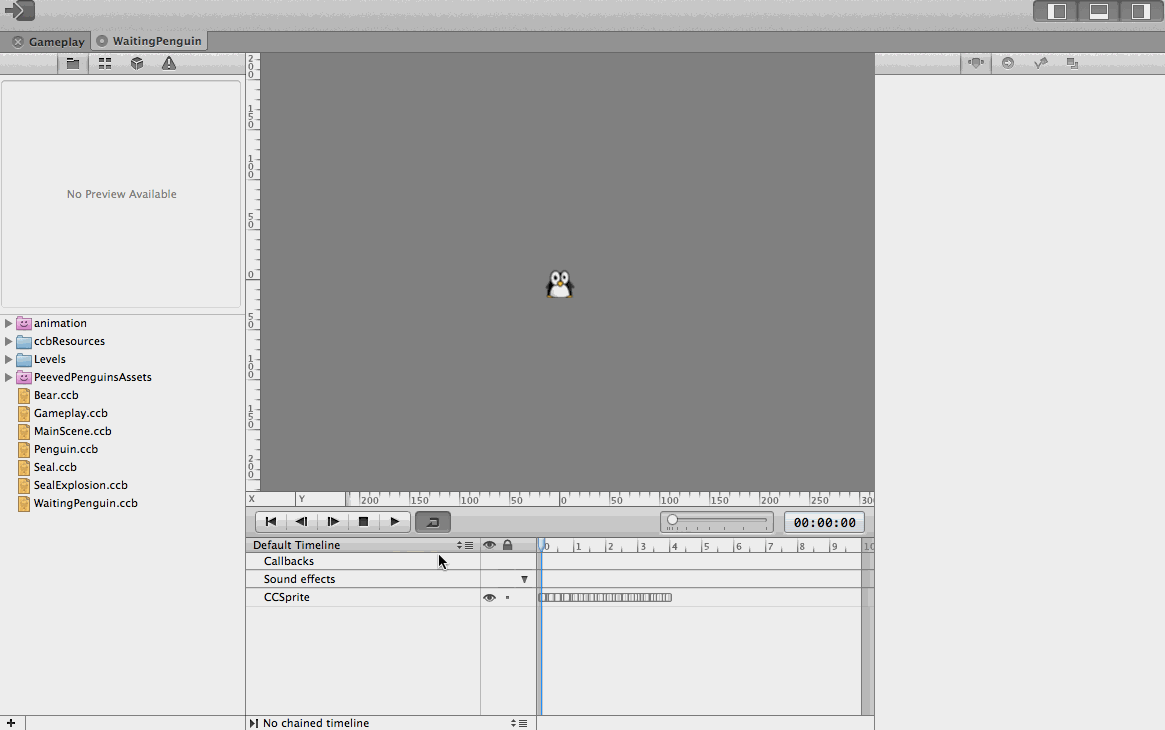 Gameplay
WaitingPenguin
No Preview Available
animation
ccbResources
Levels
PeevedPenguinsAssets
Bear.ccb
Gameplay.ccb
MainScene.ccb
Penguin.ccb
Seal.ccb
SealExplosion.ccb
WaitingPenguin.ccb
200
150
100
50
0
50
100
150
200
X Y 200 150 100 50 0 50 100 150 200 250 30
00:00:00
Default Timeline
0 1 2 3 4 5 6 7 8 9 10
Callbacks
Sound effects
CCSprite
No chained timeline